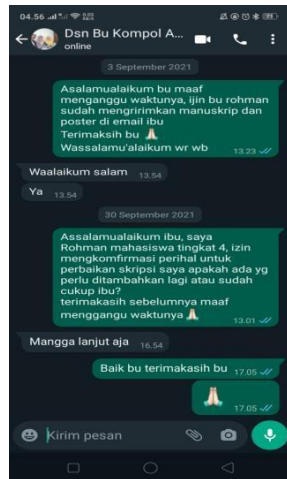 04.56
Dsn Bu Kompol A...
online
3 September 2021
Asalamualaikum bu maaf
menganggu waktunya, ijin bu rohman
sudah mengririmkan manuskrip dan
poster di email ibu
Terimaksih bu 🙏🏻
Wassalamu'alaikum wr wb
13.23
Waalaikum salam 13.54
Ya 13.54
30 September 2021
Assalamualaikum ibu, saya
Rohman mahasiswa tingkat 4, izin
mengkomfirmasi perihal untuk
perbaikan skripsi saya apakah ada yg
perlu ditambahkan lagi atau sudah
cukup ibu?
terimakasih sebelumnya maaf
menggangu waktunya 🙏🏻
13.01
Mangga lanjut aja 16.54
Baik bu terimakasih bu 17.05
🙏🏻
17.05
Kirim pesan